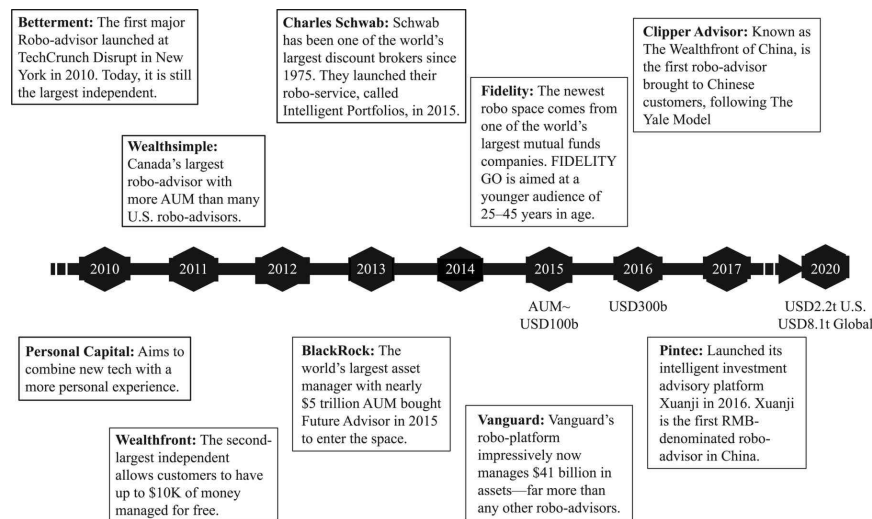 Betterment: The first major
Robo-advisor launched at
TechCrunch Disrupt in New
York in 2010. Today, it is still
the largest independent.
Charles Schwab: Schwab
has been one of the world's
largest discount brokers since
1975. They launched their
robo-service, called
Intelligent Portfolios, in 2015.
Clipper Advisor: Known as
The Wealthfront of China, is
the first robo-advisor
brought to Chinese
customers, following The
Yale Model
Wealthsimple:
Canada's largest
robo-advisor with
more AUM than many
U.S. robo-advisors.
Fidelity: The newest
robo space comes from
one of the world's
largest mutual funds
companies. FIDELITY
GO is aimed at a
younger audience of
25–45 years in age.
2010 2011 2012 2013 2014 2015 2016 2017 2020
AUM~
USD100b
USD300b
USD2.2t U.S.
USD8.1t Global
Personal Capital: Aims to
combine new tech with a
more personal experience.
BlackRock: The
world's largest asset
manager with nearly
$5 trillion AUM bought
Future Advisor in 2015
to enter the space.
Pintec: Launched its
intelligent investment
advisory platform
Xuanji in 2016. Xuanji
is the first RMB-
denominated robo-
advisor in China.
Wealthfront: The second-
largest independent
allows customers to have
up to $10K of money
managed for free.
Vanguard: Vanguard's
robo-platform
impressively now
manages $41 billion in
assets—far more than
any other robo-advisors.